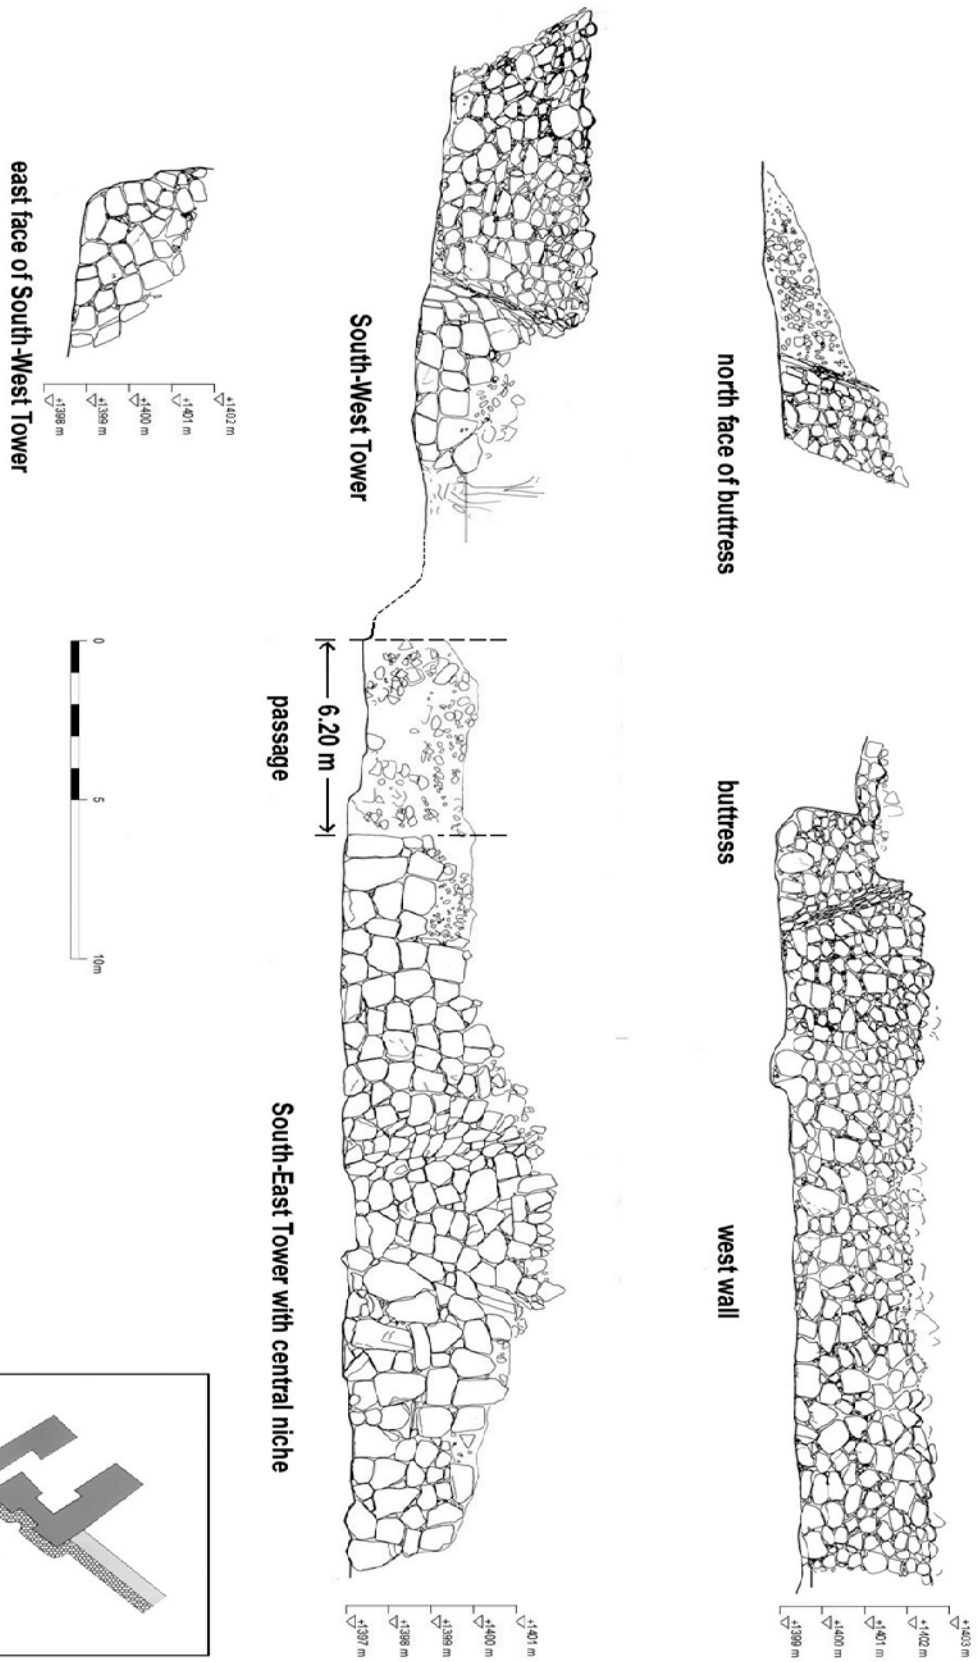 north face of buttress
buttress
west wall
+1403 m
+1402 m
+1401 m
+1400 m
+1399 m
South-West Tower
6.20 m
passage
South-East Tower with central niche
+1401 m
+1400 m
+1399 m
+1398 m
+1397 m
east face of South-West Tower
+1402 m
+1401 m
+1400 m
+1399 m
+1398 m
0
5
10m